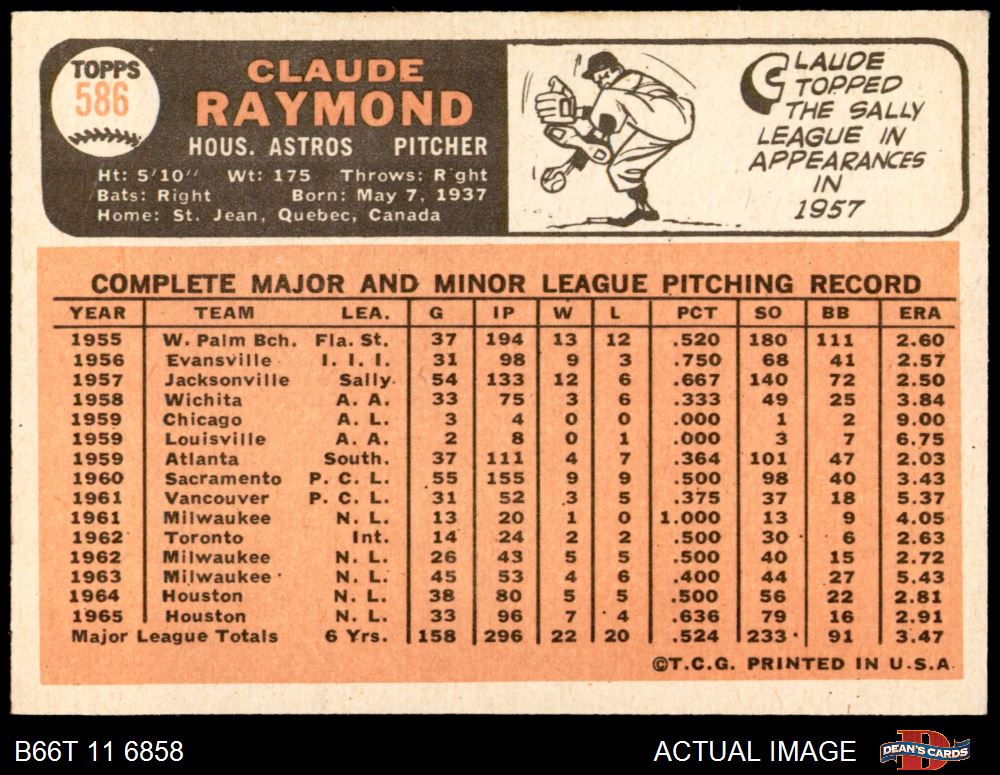 TOPPS
586
CLAUDE
RAYMOND
HOUS. ASTROS PITCHER
Ht: 5'10" Wt: 175 Throws: Right
Bats: Right Born: May 7, 1937
Home: St. Jean, Quebec, Canada
CLAUDE
TOPPED
THE SALLY
LEAGUE IN
APPEARANCES
IN
1957
COMPLETE MAJOR AND MINOR LEAGUE PITCHING RECORD
YEAR TEAM LEA. G IP W L PCT SO BB ERA
1955 W. Palm Bch. Fla. St. 37 194 13 12 .520 180 111 2.60
1956 Evansville I. I. I. 31 98 9 3 .750 68 41 2.57
1957 Jacksonville Sally. 54 133 12 6 .667 140 72 2.50
1958 Wichita A. A. 33 75 3 6 .333 49 25 3.84
1959 Chicago A. L. 3 4 0 0 .000 1 2 9.00
1959 Louisville A. A. 2 8 0 1 .000 3 7 6.75
1959 Atlanta South. 37 111 4 7 .364 101 47 2.03
1960 Sacramento P. C. L. 55 155 9 9 .500 98 40 3.43
1961 Vancouver P. C. L. 31 52 3 5 .375 37 18 5.37
1961 Milwaukee N. L. 13 20 1 0 1.000 13 9 4.05
1962 Toronto Int. 14 24 2 2 .500 30 6 2.63
1962 Milwaukee N. L. 26 43 5 5 .500 40 15 2.72
1963 Milwaukee N. L. 45 53 4 6 .400 44 27 5.43
1964 Houston N. L. 38 80 5 5 .500 56 22 2.81
1965 Houston N. L. 33 96 7 4 .636 79 16 2.91
Major League Totals 6 Yrs. 158 296 22 20 .524 233 91 3.47
©T.C.G. PRINTED IN U.S.A.
B66T 11 6858 ACTUAL IMAGE DEAN'S CARDS